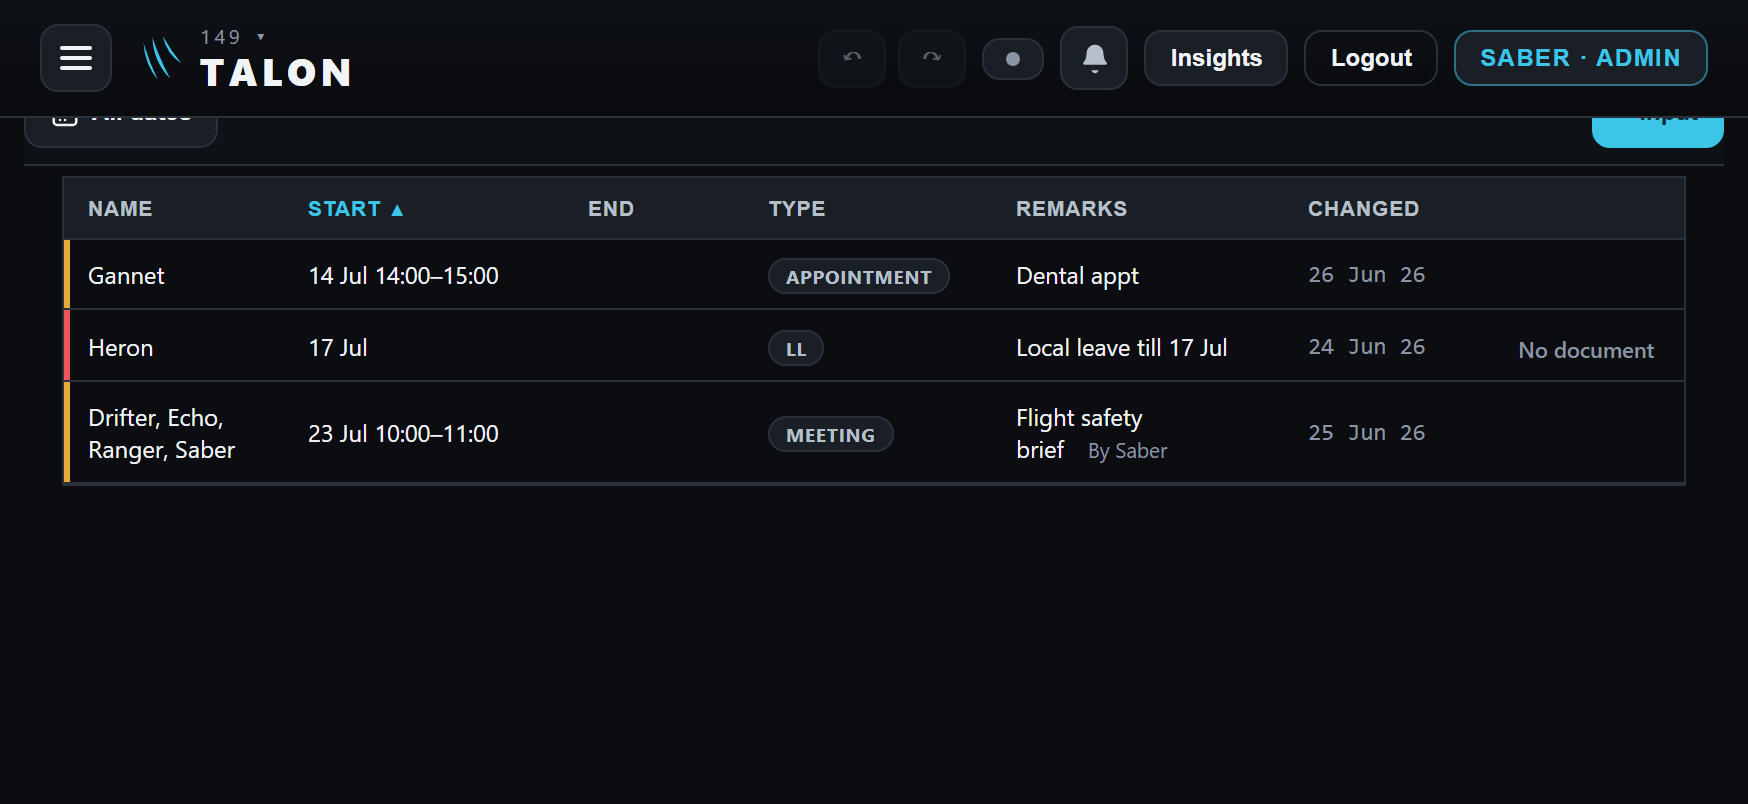 149 ▾
TALON
Insights
Logout
SABER · ADMIN
All dates
Input
NAME
START ▲
END
TYPE
REMARKS
CHANGED
Gannet
14 Jul 14:00–15:00
APPOINTMENT
Dental appt
26 Jun 26
Heron
17 Jul
LL
Local leave till 17 Jul
24 Jun 26
No document
Drifter, Echo,
Ranger, Saber
23 Jul 10:00–11:00
MEETING
Flight safety
brief By Saber
25 Jun 26